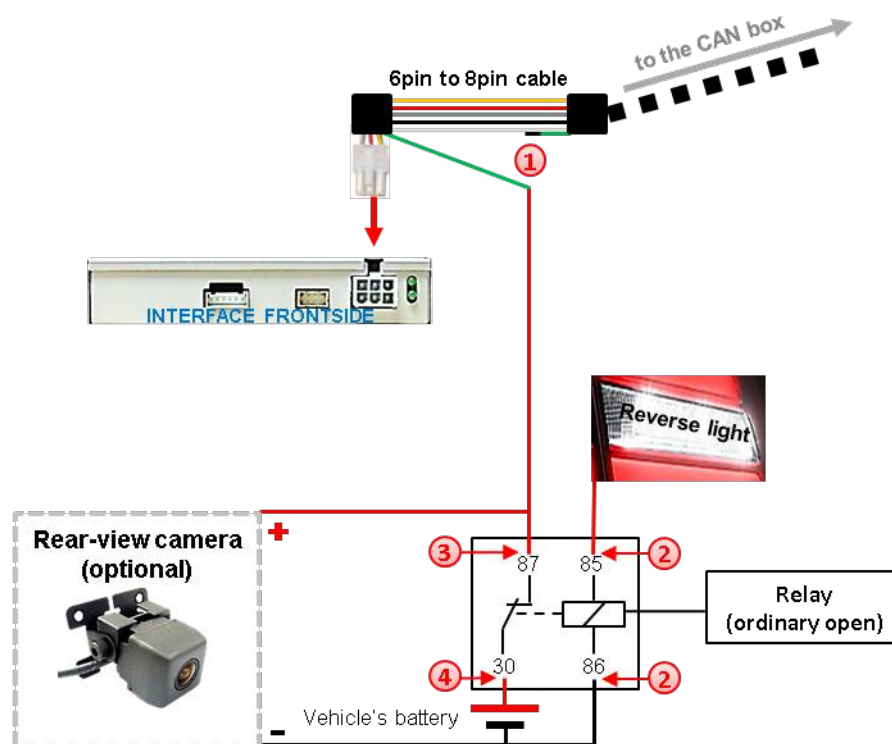 to the CAN box
6pin to 8pin cable
1
INTERFACE FRONTSIDE
Reverse light
+
Rear-view camera
(optional)
3
87
85
2
Relay
(ordinary open)
4
30
86
2
Vehicle's battery
-